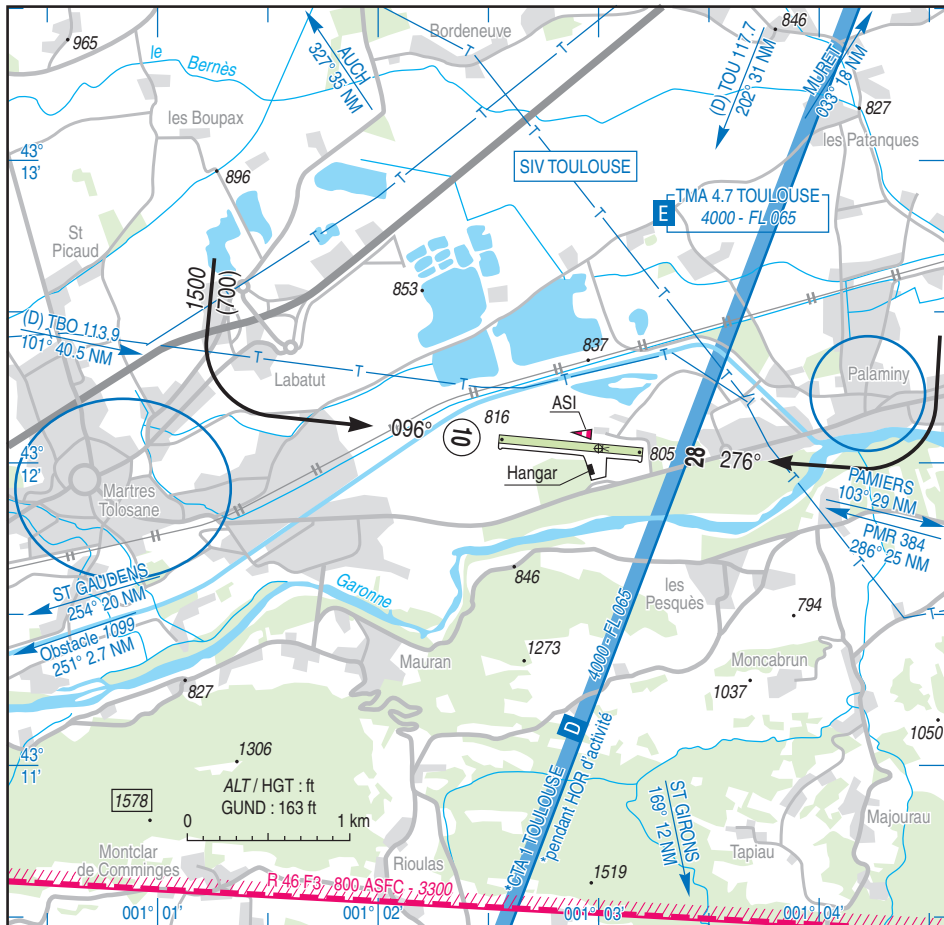 965
le
Bernès
AUCH
327° 35 NM
Bordeneuve
846
(D) TOU 117.7
202° 31 NM
MURET
033° 18 NM
827
les Boupax
les Patanques
43°
13'
896
SIV TOULOUSE
E
TMA 4.7 TOULOUSE
4000 - FL 065
St
Picaud
1500
(700)
853
(D) TBO 113.9
101° 40.5 NM
Labatut
837
Palaminy
816
ASI
096°
10
805
28
276°
43°
12'
Hangar
Martres
Tolosane
PAMIERS
103° 29 NM
PMR 384
286° 25 NM
ST GAUDENS
254° 20 NM
Garonne
846
les
Pesquès
794
Obstacle 1099
251° 2.7 NM
Mauran
1273
4000 - FL 065
Moncabrun
827
1037
1050
D
43°
11'
1306
ALT / HGT : ft
GUND : 163 ft
0 1 km
1578
*CTA 1 TOULOUSE
*pendant HOR d'activité
ST GIRONS
169° 12 NM
Majourau
Montclar
de Comminges
Rioulas
Tapiau
1519
R 46 F3 800 ASFC - 3300
001° 01'
001° 02'
001° 03'
001° 04'
T T T T T T T T T T T T T T T